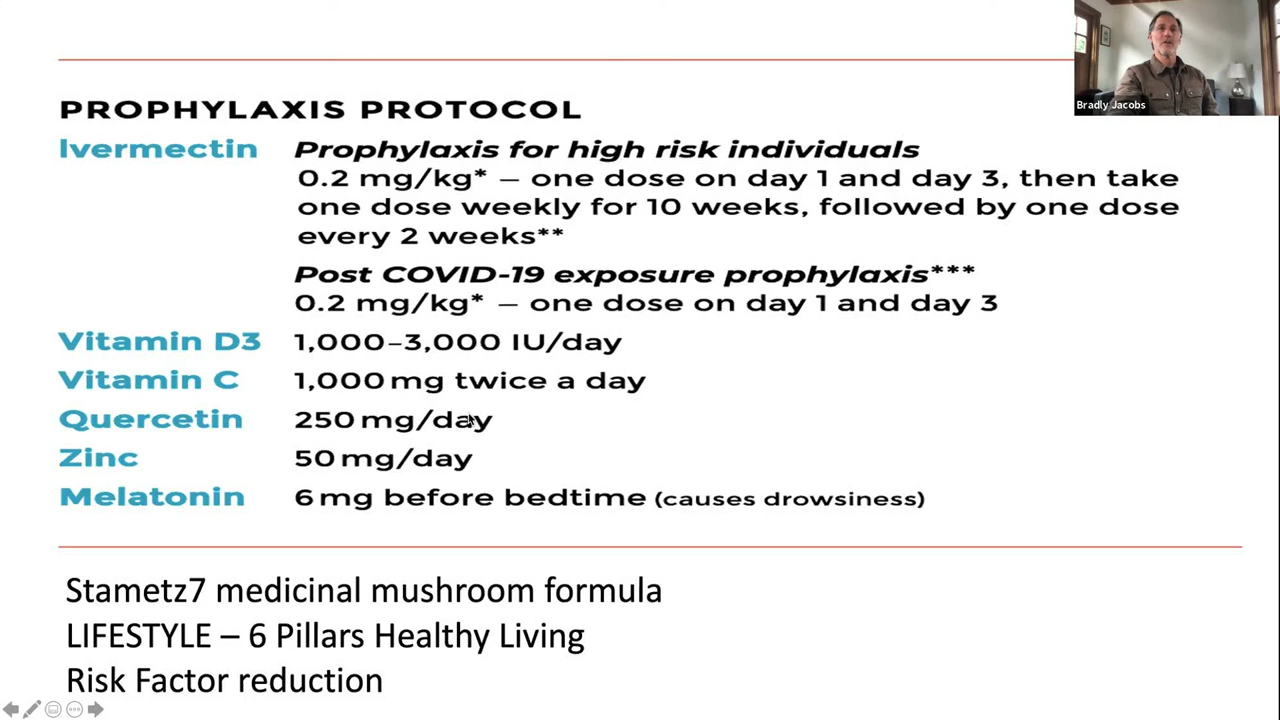 Bradly Jacobs
PROPHYLAXIS PROTOCOL
Ivermectin Prophylaxis for high risk individuals
0.2 mg/kg* – one dose on day 1 and day 3, then take
one dose weekly for 10 weeks, followed by one dose
every 2 weeks**
Post COVID-19 exposure prophylaxis***
0.2 mg/kg* – one dose on day 1 and day 3
Vitamin D3 1,000–3,000 IU/day
Vitamin C 1,000 mg twice a day
Quercetin 250 mg/day
Zinc 50 mg/day
Melatonin 6 mg before bedtime (causes drowsiness)
Stametz7 medicinal mushroom formula
LIFESTYLE – 6 Pillars Healthy Living
Risk Factor reduction